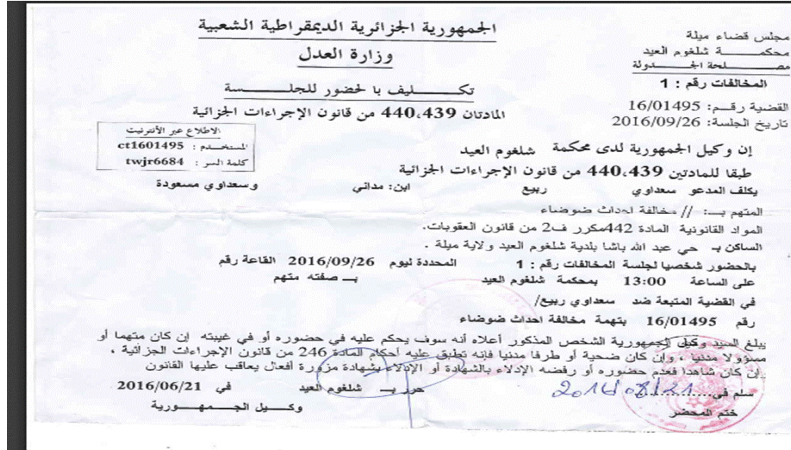 الجمهورية الجزائرية الديمقراطية الشعبية
وزارة العدل
مجلس قضاء ميلة
محكمة شلغوم العيد
مصلحة الجدولة
المخالفات رقم : 1
القضية رقم: 16/01495
تاريخ الجلسة: 2016/09/26
تكليف بالحضور للجلسة
المادتان 439،440 من قانون الإجراءات الجزائية
الاطلاع عبر الأنترنيت
المستخدم : ct1601495
كلمة السر : twjr6684
إن وكيل الجمهورية لدى محكمة شلغوم العيد
طبقا للمادتين 439،440 من قانون الإجراءات الجزائية
يكلف المدعو سعداوي ربيع ابن: مداني وسعداوي مسعودة
المتهم بـ: // مخالفة احداث ضوضاء
المواد القانونية المادة 442مكرر ف2 من قانون العقوبات.
الساكن بـ حي عبد الله باشا بلدية شلغوم العيد ولاية ميلة .
بالحضور شخصيا لجلسة المخالفات رقم : 1 المحددة ليوم 2016/09/26 القاعة رقم
على الساعة 13:00 بمحكمة شلغوم العيد بـ صفته متهم
في القضية المتبعة ضد سعداوي ربيع/
رقم 16/01495 بتهمة مخالفة احداث ضوضاء
يبلغ السيد وكيل الجمهورية الشخص المذكور أعلاه أنه سوف يحكم عليه في حضوره أو في غيبته إن كان متهما أو
مسؤولا مدنيا ، وإن كان ضحية أو طرفا مدنيا فإنه تطبق عليه أحكام المادة 246 من قانون الإجراءات الجزائية ،
وإن كان شاهدا فعدم حضوره أو رفضه الإدلاء بالشهادة أو الإدلاء بشهادة مزورة أفعال يعاقب عليها القانون
حرر بـ شلغوم العيد في 2016/06/21
سلم في
ختم المحضر
وكيل الجمهورية